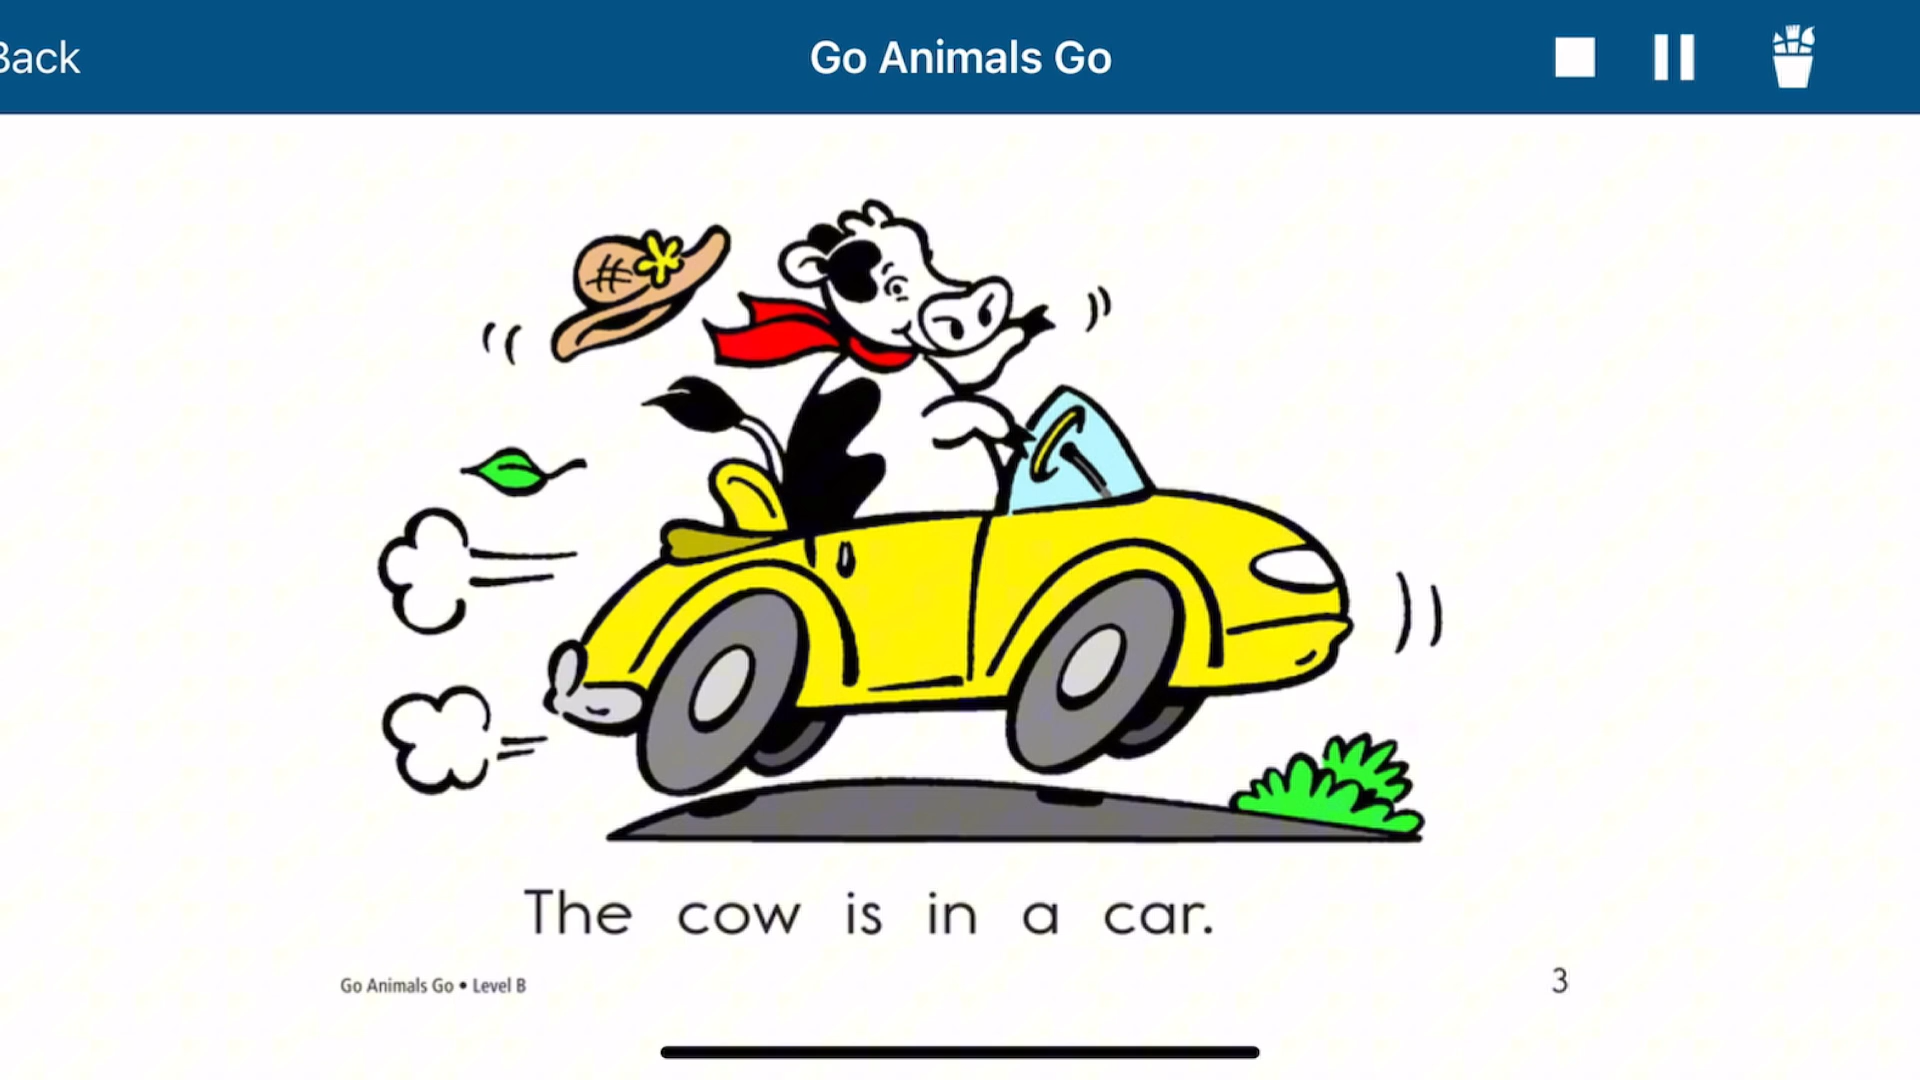 Back
Go Animals Go
The cow is in a car.
Go Animals Go • Level B
3